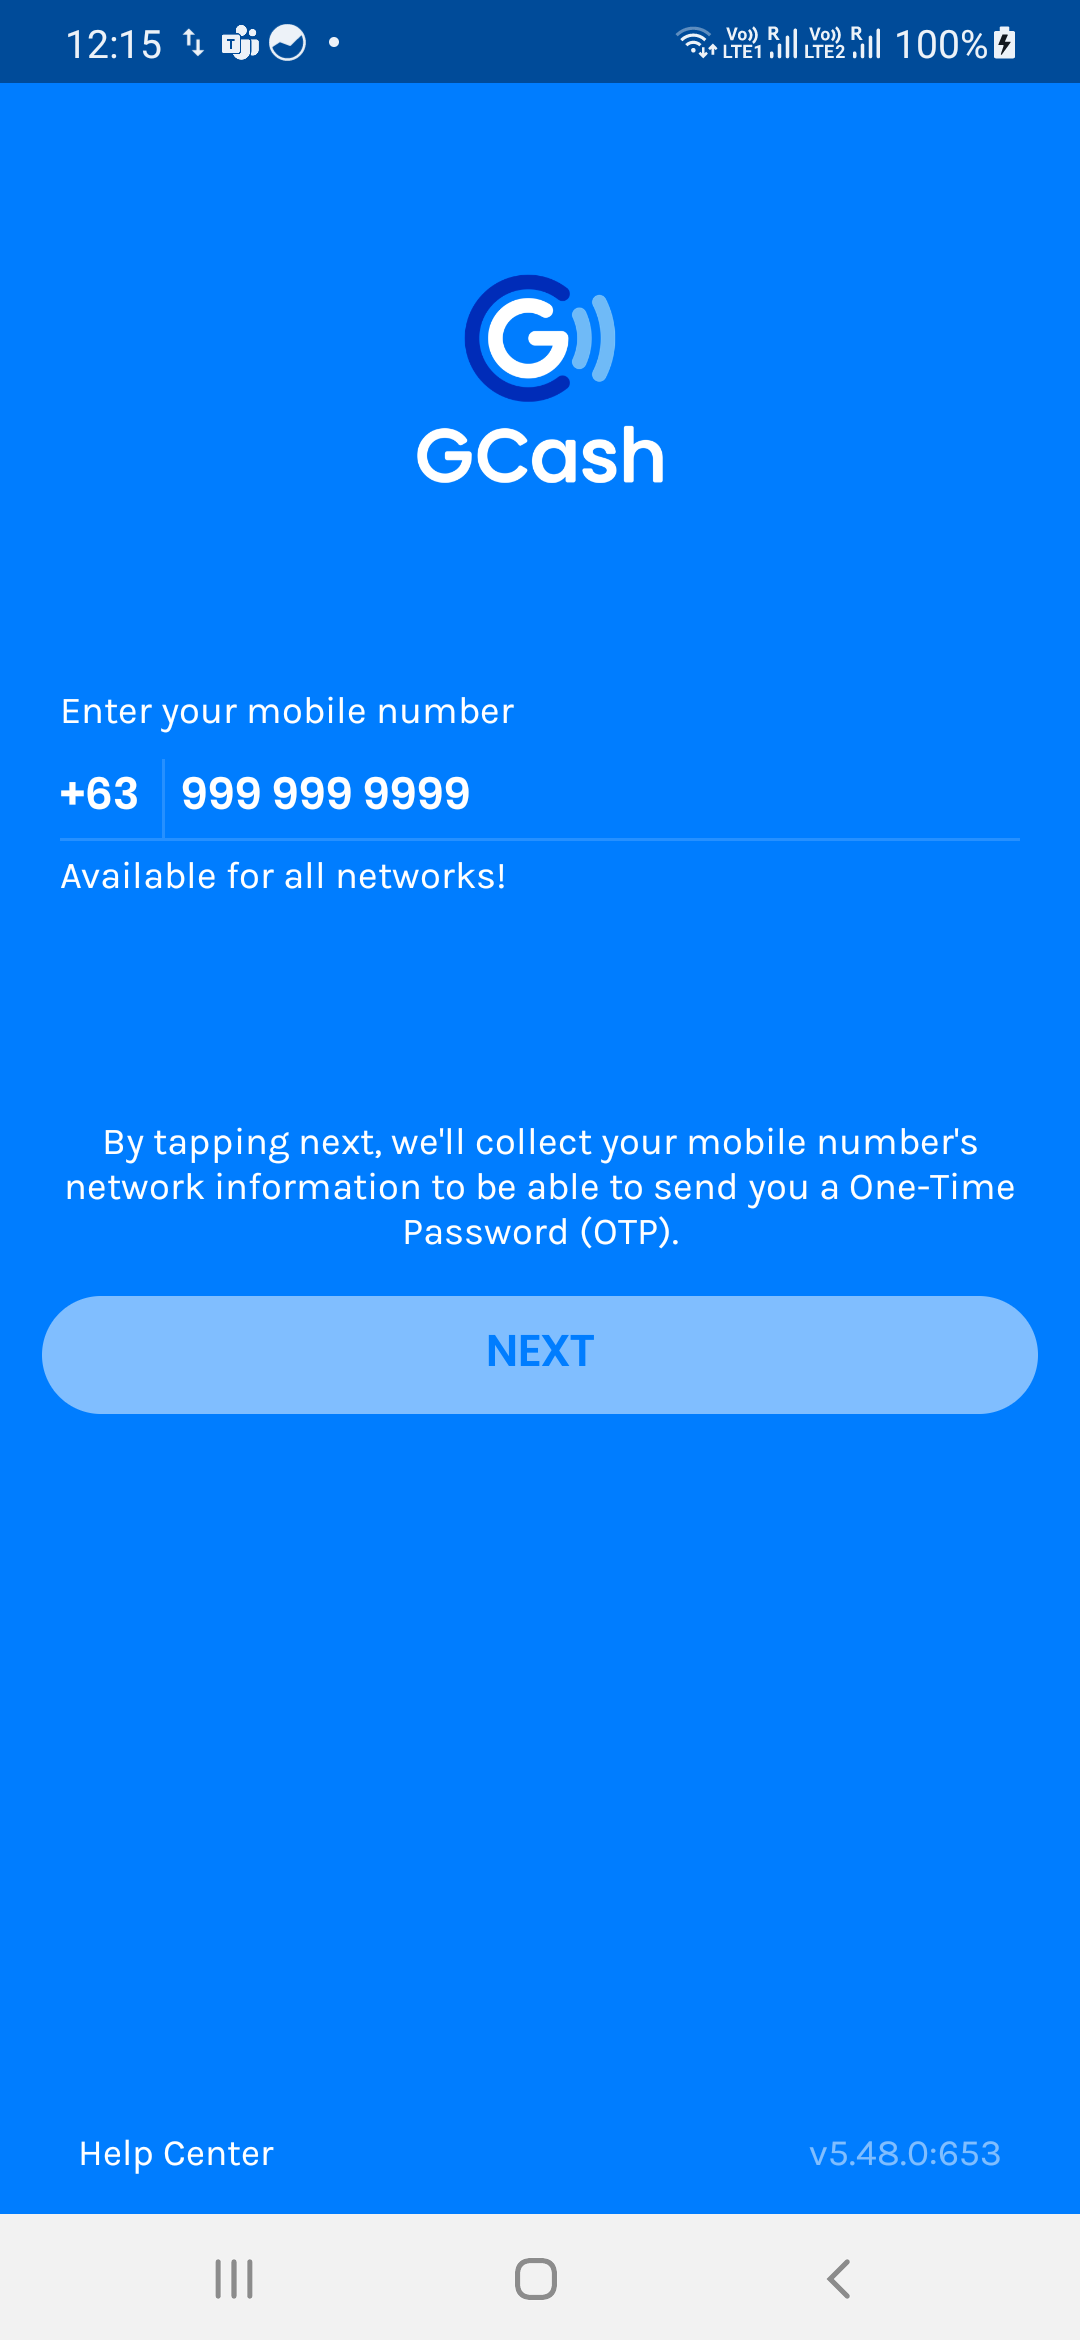 12:15 Vo)) R Vo)) R 100%
LTE1 LTE2
GCash
Enter your mobile number
+63 999 999 9999
Available for all networks!
By tapping next, we'll collect your mobile number's
network information to be able to send you a One-Time
Password (OTP).
NEXT
Help Center v5.48.0:653